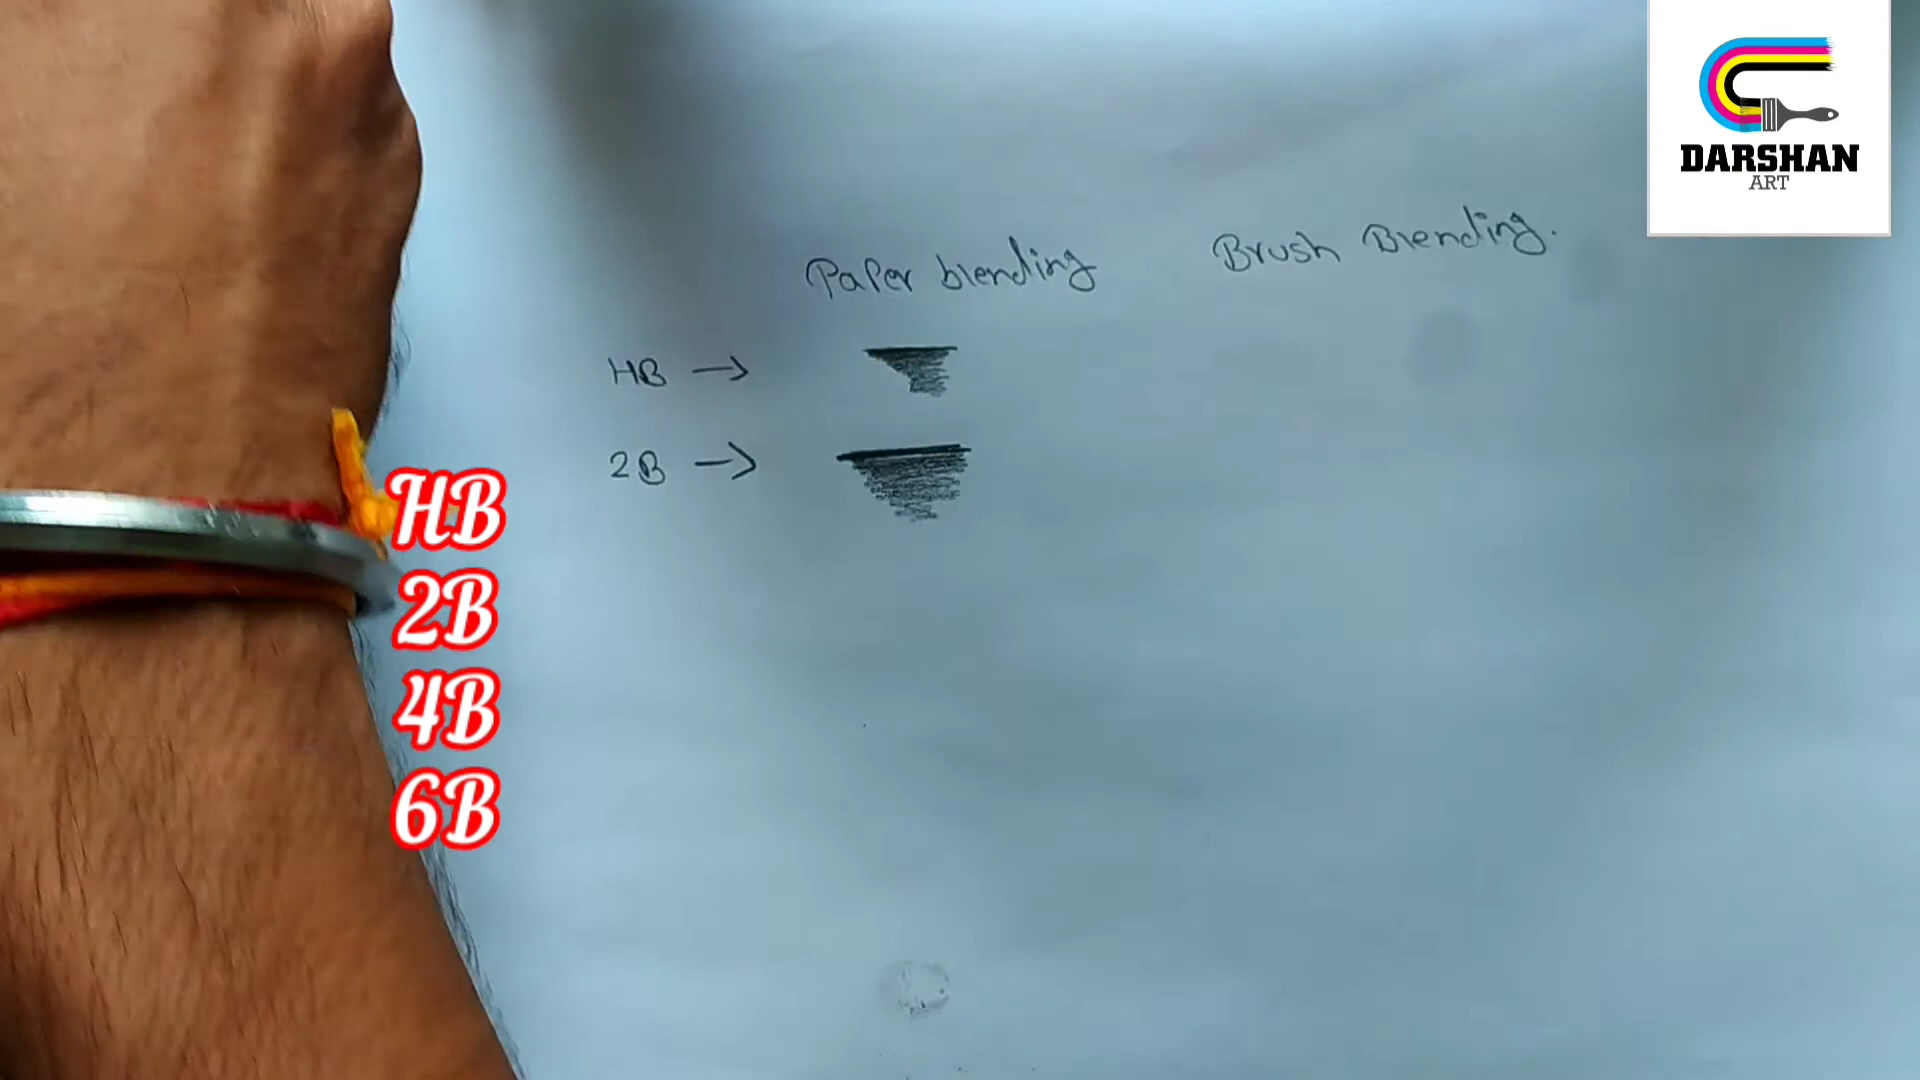 DARSHAN
ART
Paper blending Brush Blending.
HB →
2B →
HB
2B
4B
6B